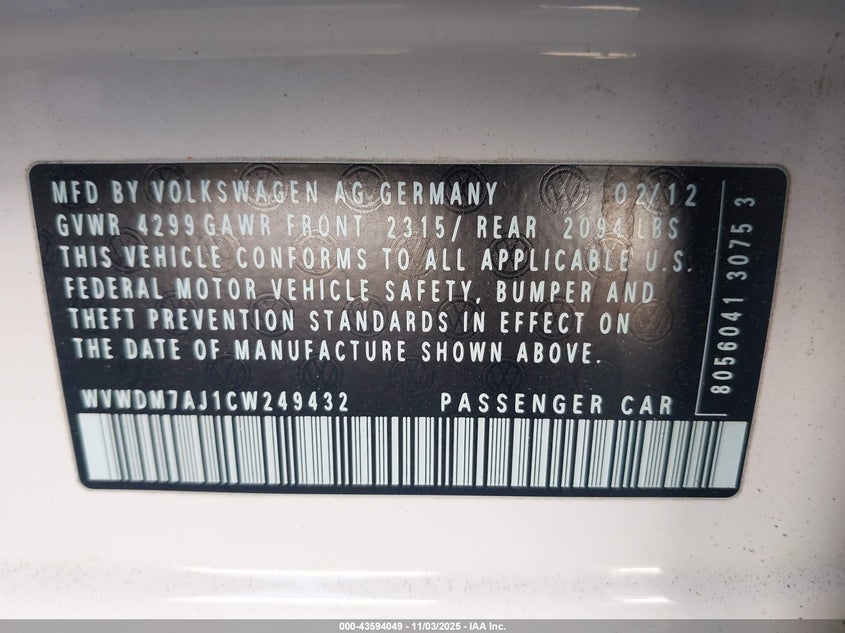 MFD BY VOLKSWAGEN AG GERMANY 02/12
GVWR 4299 GAWR FRONT 2315/ REAR 2094 LBS
THIS VEHICLE CONFORMS TO ALL APPLICABLE U.S.
FEDERAL MOTOR VEHICLE SAFETY, BUMPER AND
THEFT PREVENTION STANDARDS IN EFFECT ON
THE DATE OF MANUFACTURE SHOWN ABOVE.
WVWDM7AJ1CW249432 PASSENGER CAR
8056041 3075 3
000-43594049 - 11/03/2025 - IAA Inc.